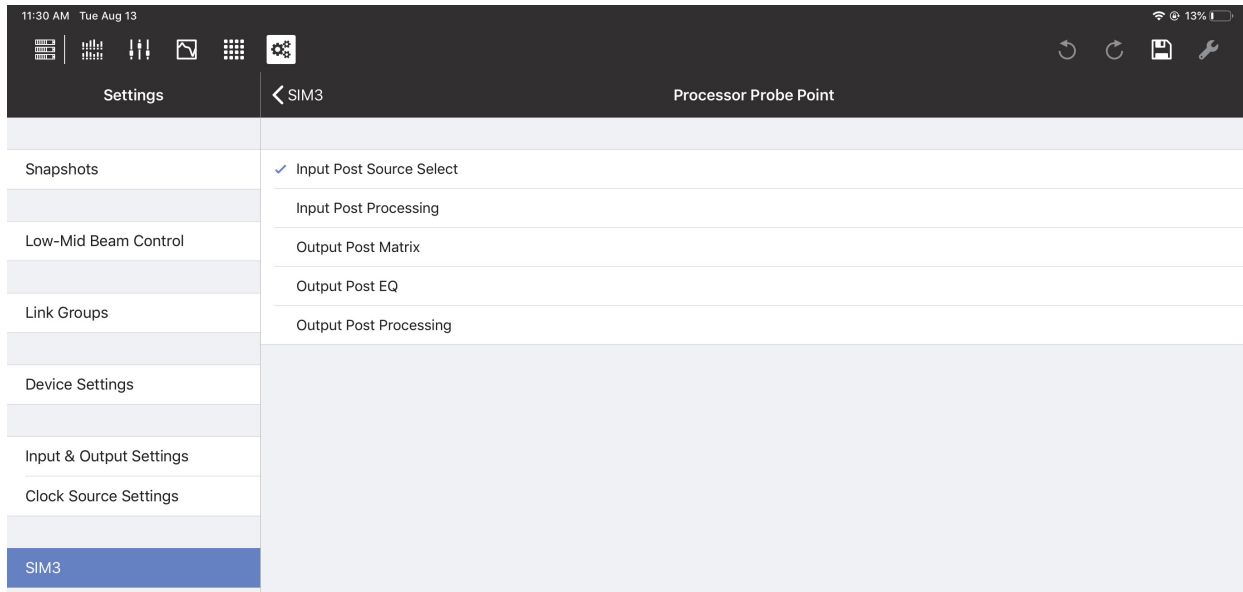 11:30 AM Tue Aug 13
13%
Settings
SIM3
Processor Probe Point
Snapshots
Low-Mid Beam Control
Link Groups
Device Settings
Input & Output Settings
Clock Source Settings
SIM3
Input Post Source Select
Input Post Processing
Output Post Matrix
Output Post EQ
Output Post Processing